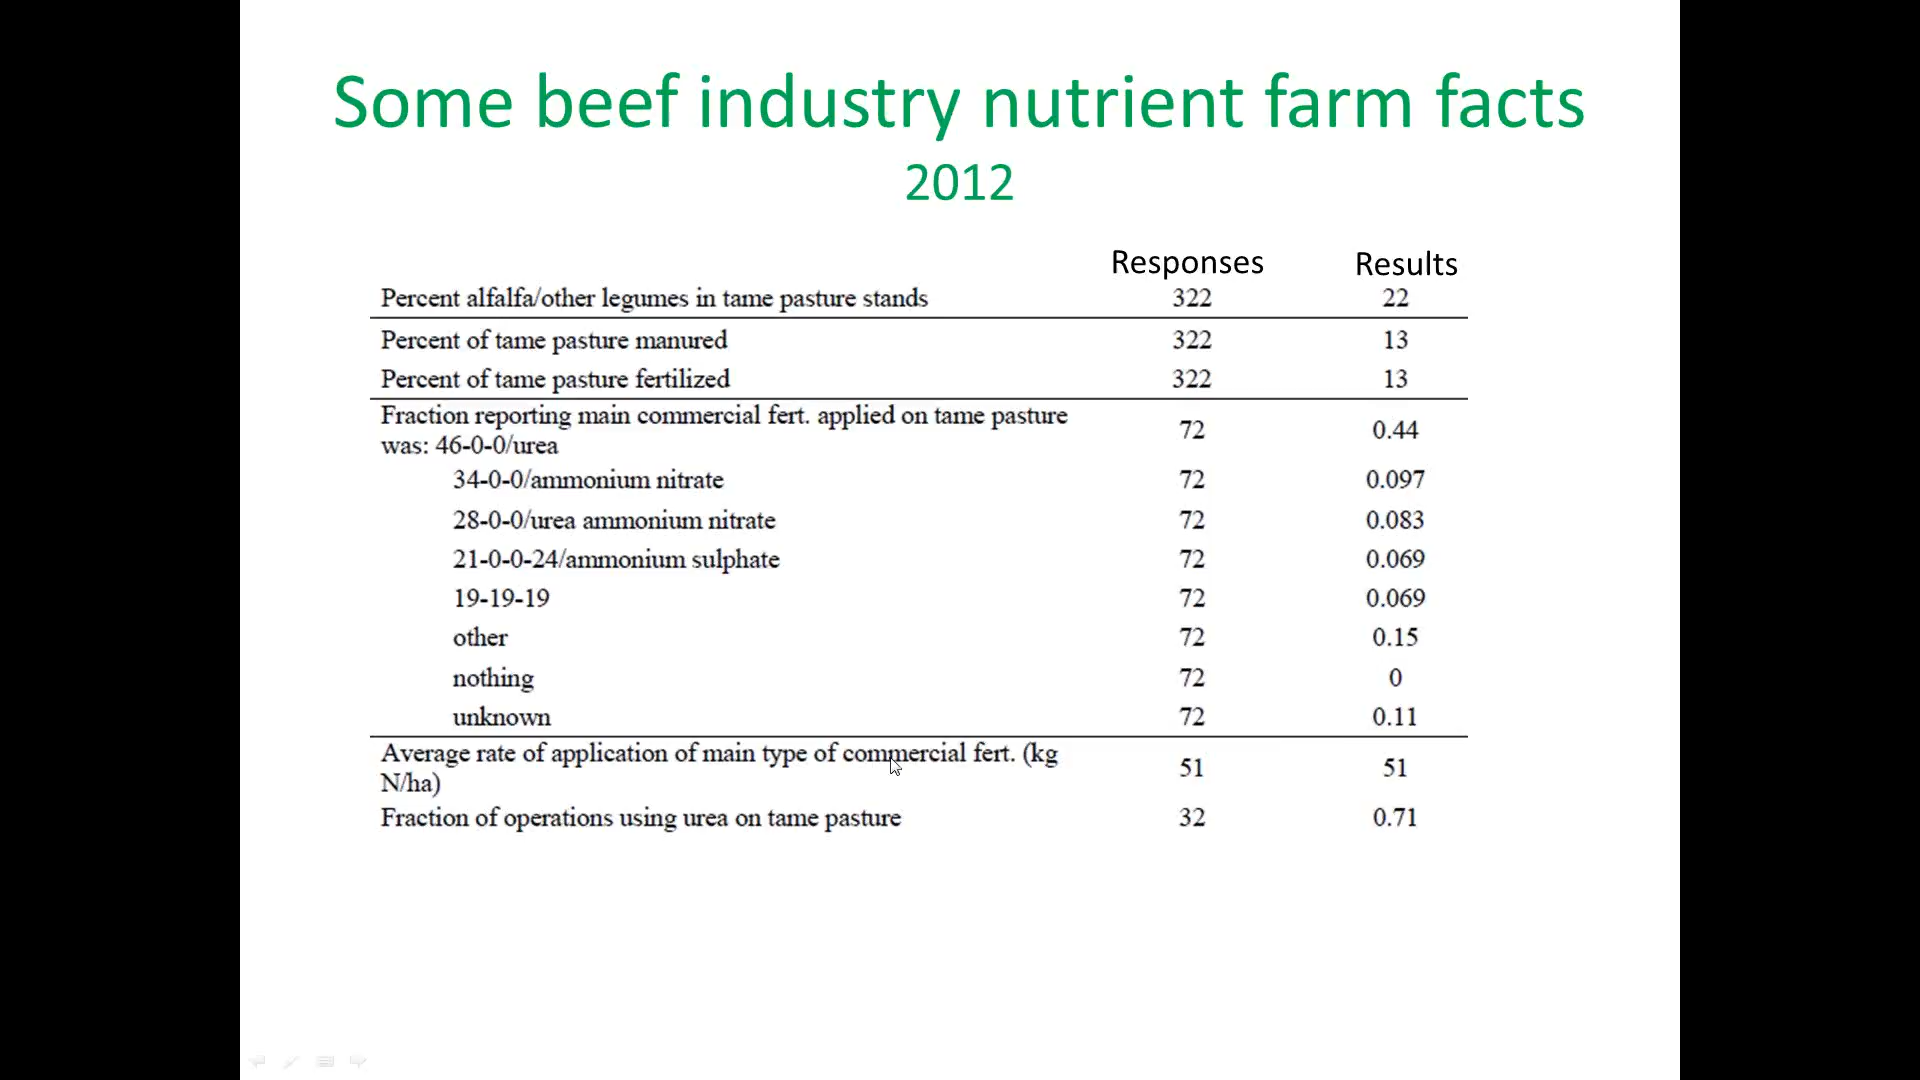 Some beef industry nutrient farm facts
2012
Responses Results
Percent alfalfa/other legumes in tame pasture stands 322 22
Percent of tame pasture manured 322 13
Percent of tame pasture fertilized 322 13
Fraction reporting main commercial fert. applied on tame pasture
was: 46-0-0/urea 72 0.44
34-0-0/ammonium nitrate 72 0.097
28-0-0/urea ammonium nitrate 72 0.083
21-0-0-24/ammonium sulphate 72 0.069
19-19-19 72 0.069
other 72 0.15
nothing 72 0
unknown 72 0.11
Average rate of application of main type of commercial fert. (kg
N/ha) 51 51
Fraction of operations using urea on tame pasture 32 0.71